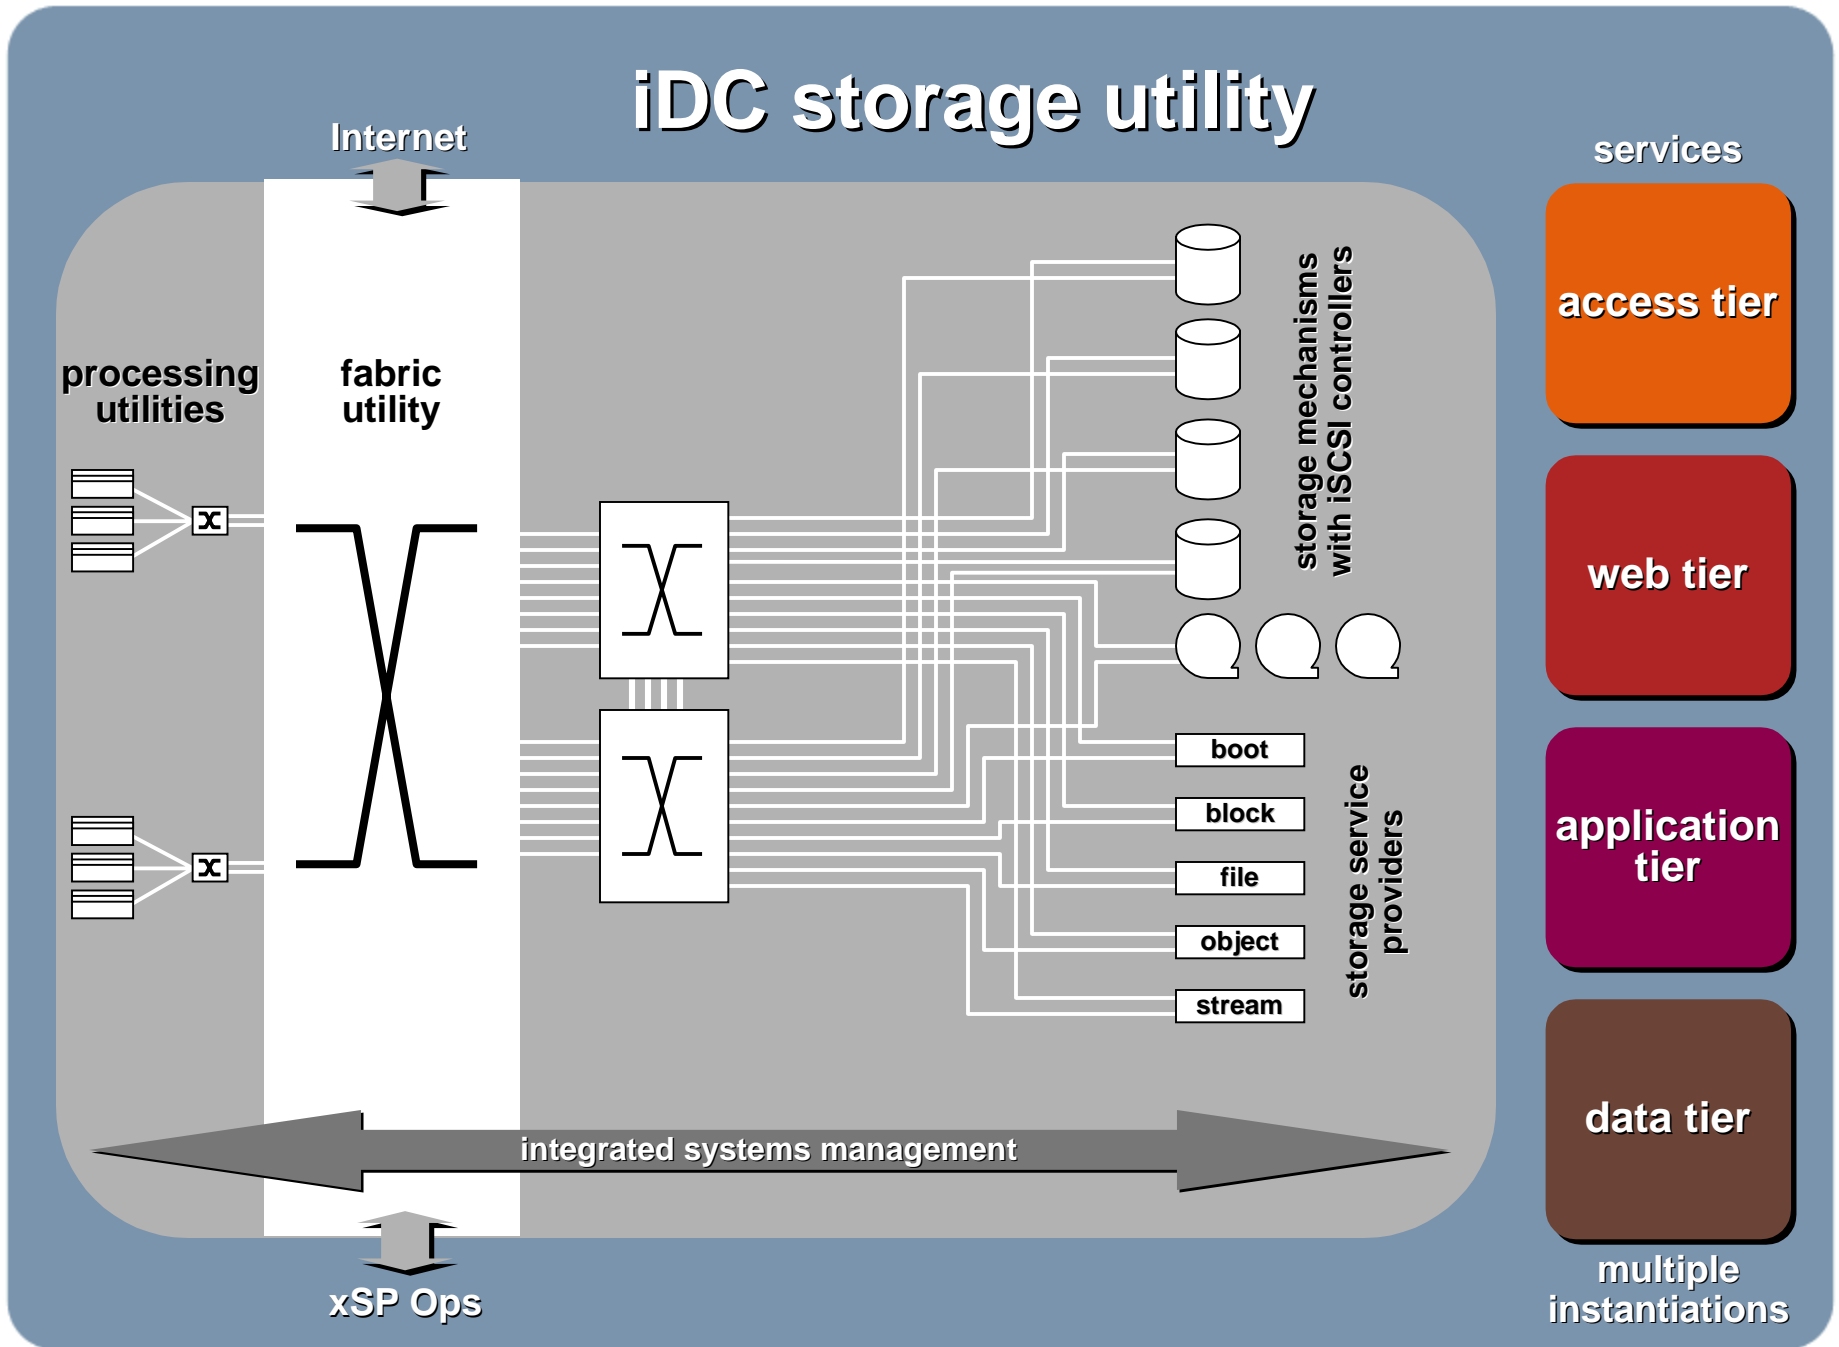 iDC storage utility
Internet
services
processing
utilities
fabric
utility
storage mechanisms
with iSCSI controllers
access tier
web tier
application
tier
data tier
boot
block
file
object
stream
storage service
providers
integrated systems management
xSP Ops
multiple
instantiations